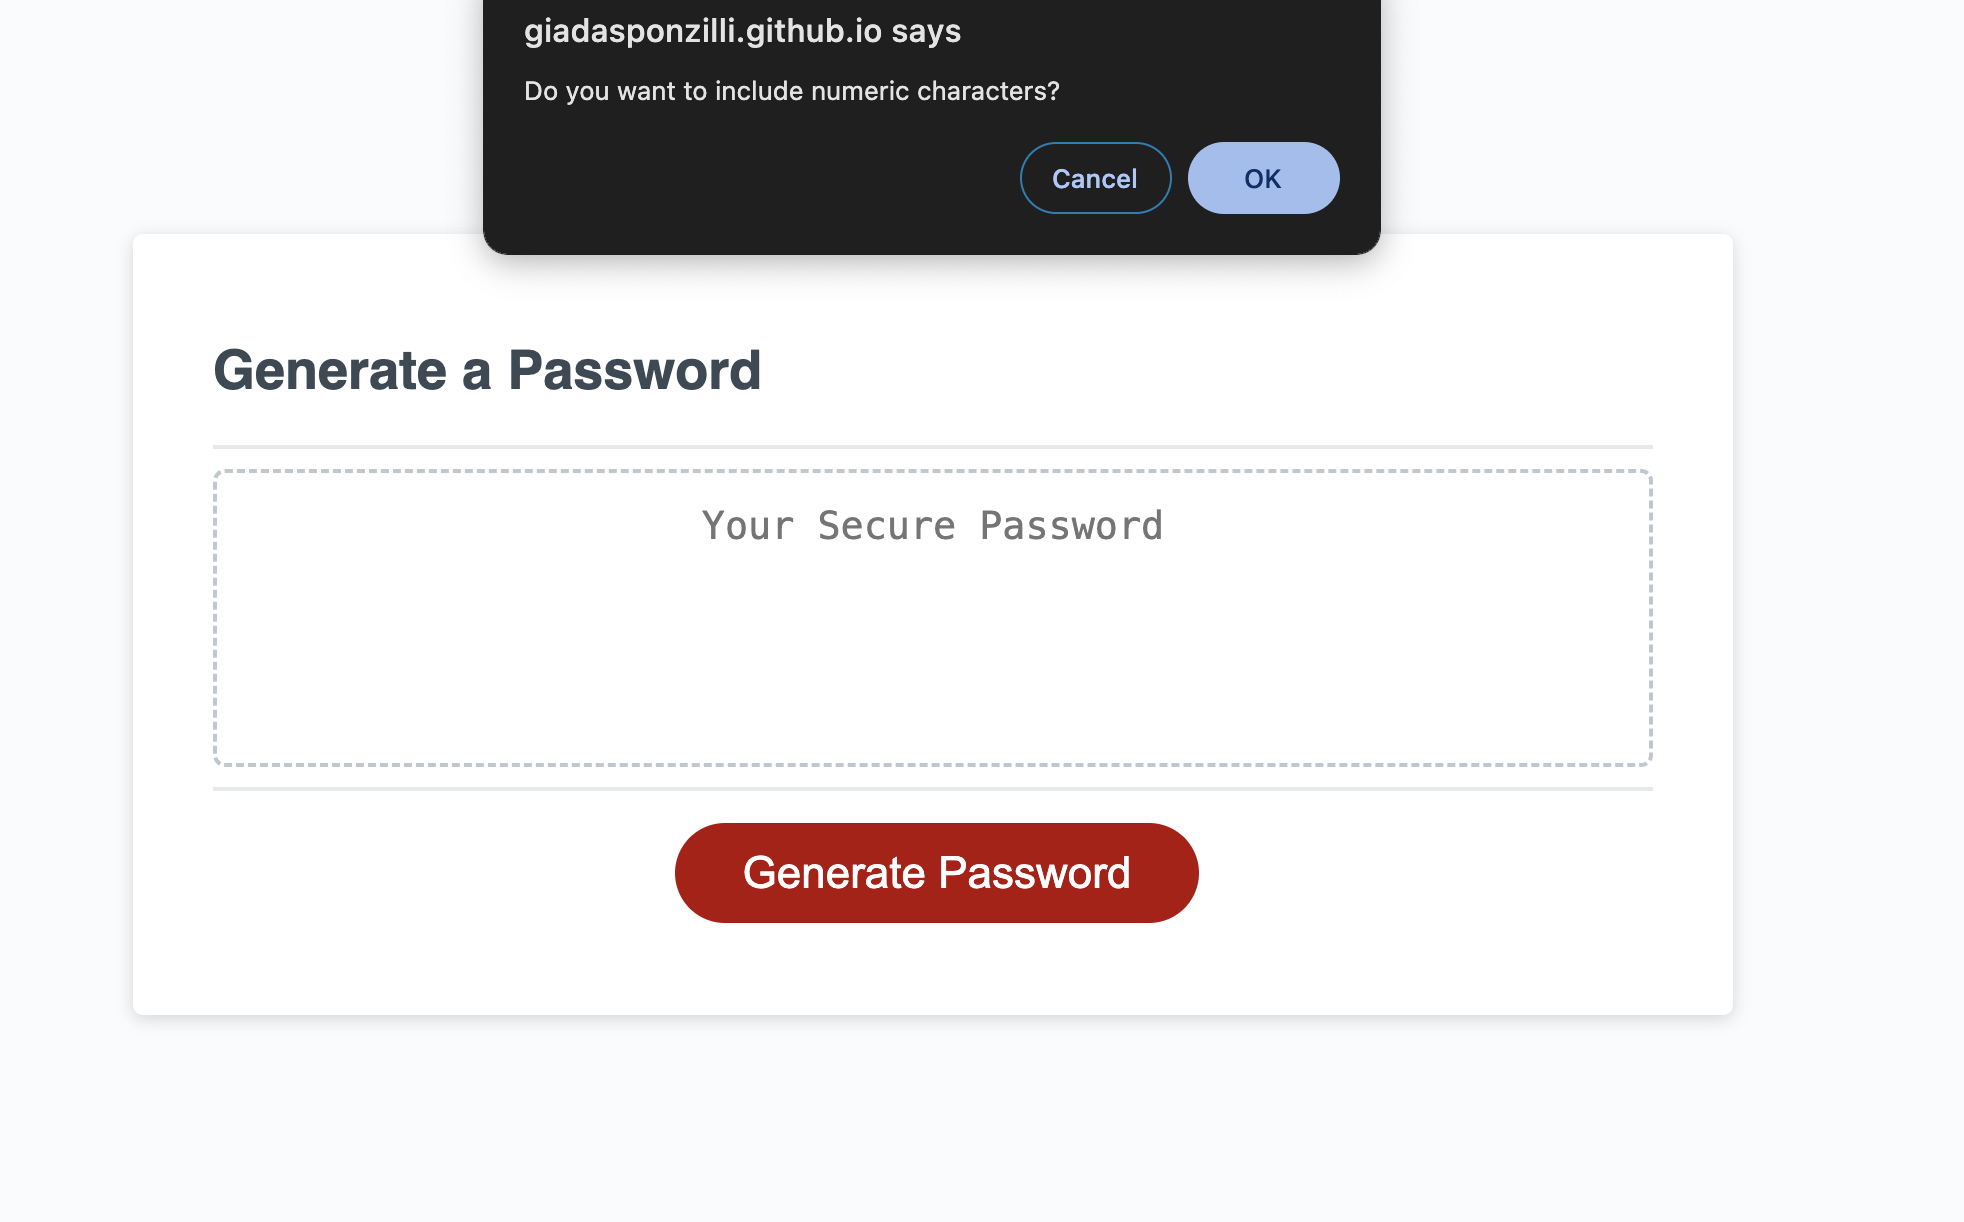 giadasponzilli.github.io says
Do you want to include numeric characters?
Cancel
OK
Generate a Password
Your Secure Password
Generate Password